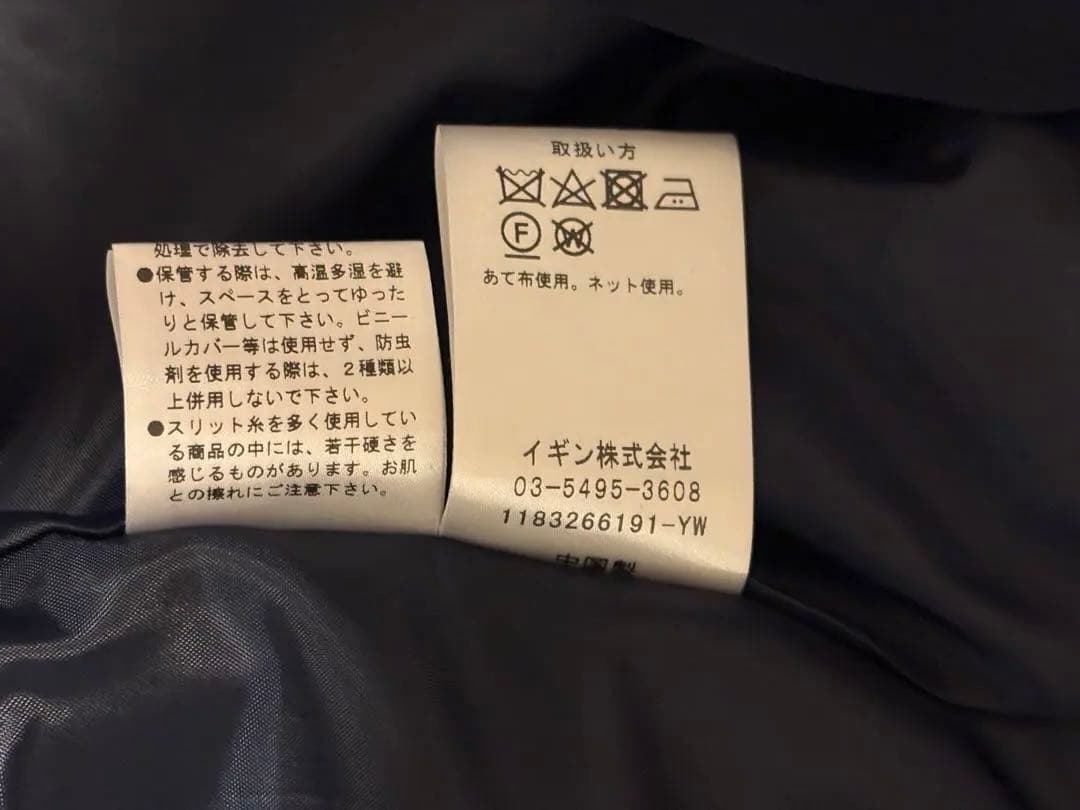 処理で除去して下さい。
●保管する際は、高温多湿を避
け、スペースをとってゆった
りと保管して下さい。ビニー
ルカバー等は使用せず、防虫
剤を使用する際は、２種類以
上併用しないで下さい。
●スリット糸を多く使用してい
る商品の中には、若干硬さを
感じるものがあります。お肌
との擦れにご注意下さい。
取扱い方
F
W
あて布使用。ネット使用。
イギン株式会社
03-5495-3608
1183266191-YW
中国製